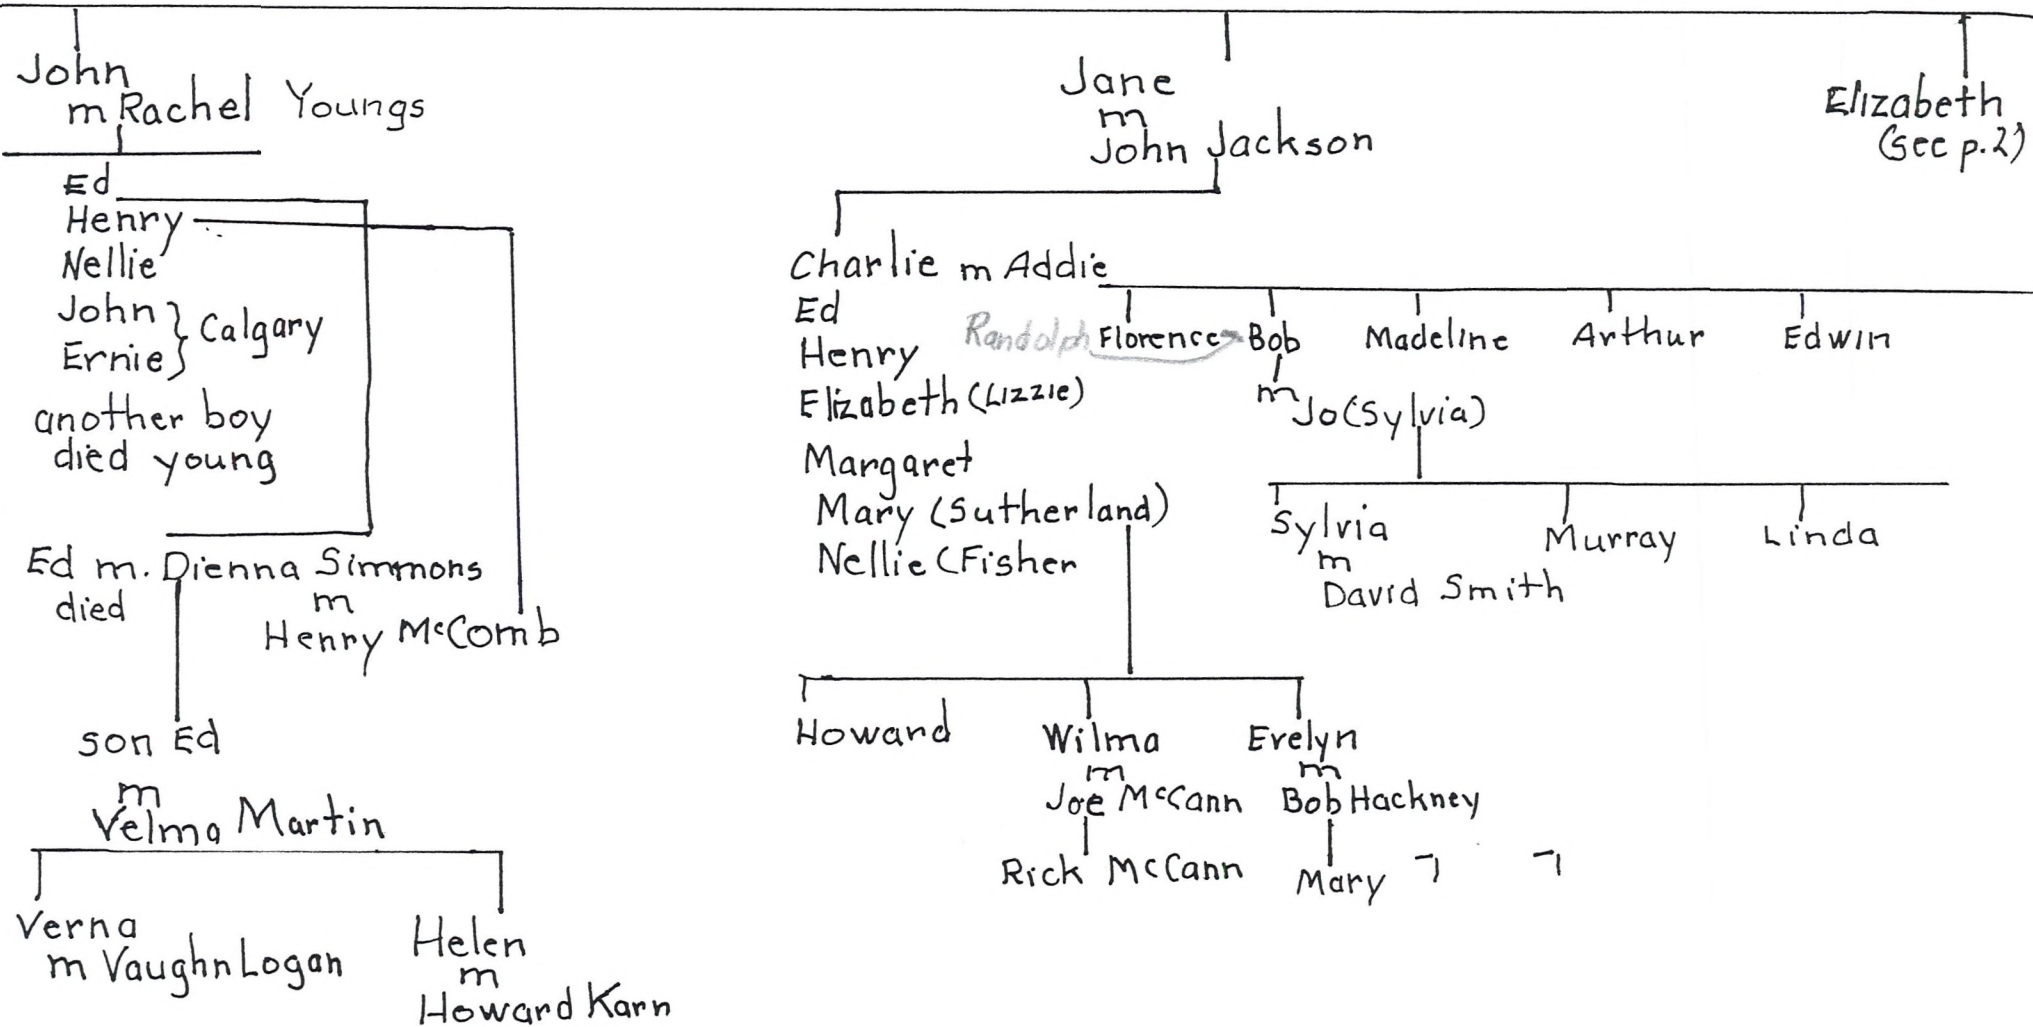 John
m Rachel Youngs
Ed
Henry
Nellie
John } Calgary
Ernie }
another boy
died young
Ed m. Dienna Simmons
died
m
Henry McComb
son Ed
m
Velma Martin
Verna
m Vaughn Logan
Helen
m
Howard Karn
Jane
m
John Jackson
Charlie m Addie
Ed
Henry
Elizabeth (Lizzie)
Margaret
Mary (Sutherland)
Nellie (Fisher
Randolph Florence Bob Madeline Arthur Edwin
m Jo (Sylvia)
Sylvia Murray Linda
m
David Smith
Howard Wilma Evelyn
m m
Joe McCann Bob Hackney
Rick McCann Mary
Elizabeth
(see p. 2)